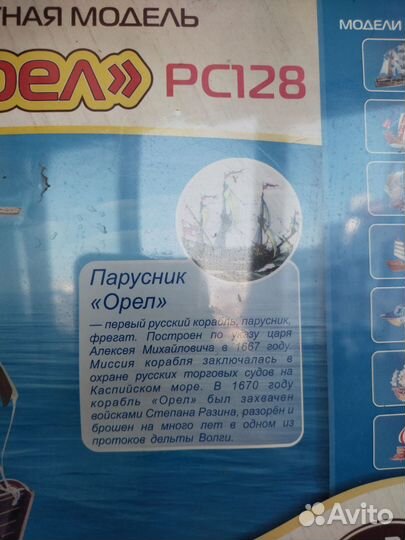 ТНАЯ МОДЕЛЬ
МОДЕЛИ
рел» PC128
Парусник
«Орел»
— первый русский корабль, парусник,
фрегат. Построен по указу царя
Алексея Михайловича в 1667 году.
Миссия корабля заключалась в
охране русских торговых судов на
Каспийском море. В 1670 году
корабль «Орел» был захвачен
войсками Степана Разина, разорён и
брошен на много лет в одном из
протоков дельты Волги.
Avito